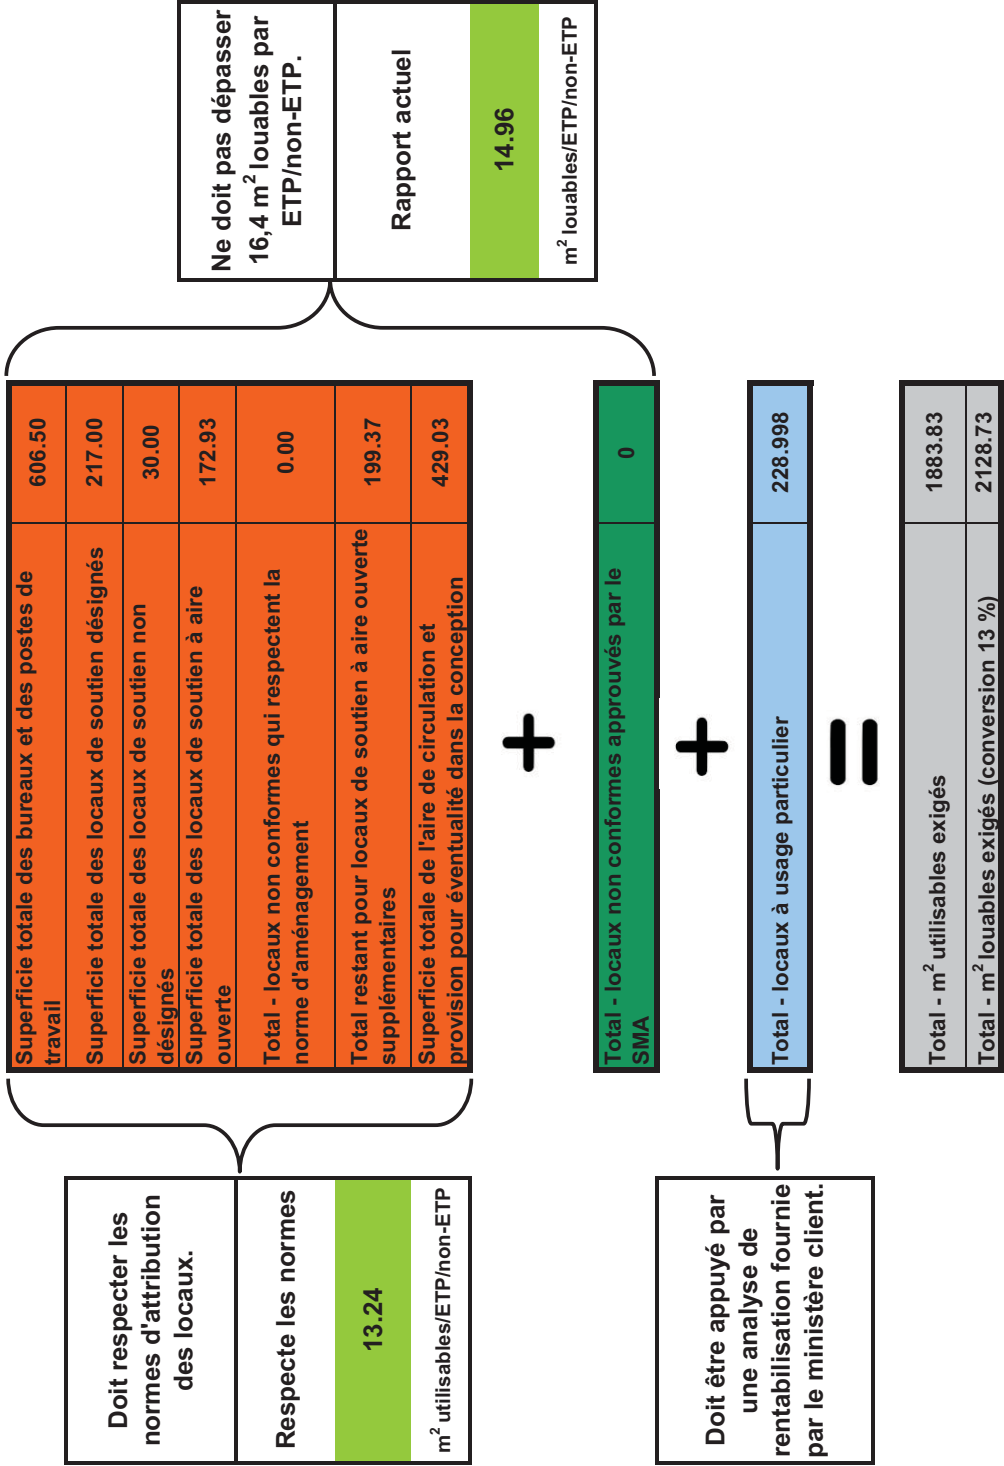 Doit respecter les
normes d'attribution
des locaux.
Respecte les normes
13.24
m² utilisables/ETP/non-ETP
Doit être appuyé par
une analyse de
rentabilisation fournie
par le ministère client.
Superficie totale des bureaux et des postes de
travail
606.50
Superficie totale des locaux de soutien désignés
217.00
Superficie totale des locaux de soutien non
désignés
30.00
Superficie totale des locaux de soutien à aire
ouverte
172.93
Total - locaux non conformes qui respectent la
norme d'aménagement
0.00
Total restant pour locaux de soutien à aire ouverte
supplémentaires
199.37
Superficie totale de l'aire de circulation et
provision pour éventualité dans la conception
429.03
+
Total - locaux non conformes approuvés par le
SMA
0
+
Total - locaux à usage particulier
228.998
=
Total - m² utilisables exigés
1883.83
Total - m² louables exigés (conversion 13 %)
2128.73
Ne doit pas dépasser
16,4 m² louables par
ETP/non-ETP.
Rapport actuel
14.96
m² louables/ETP/non-ETP